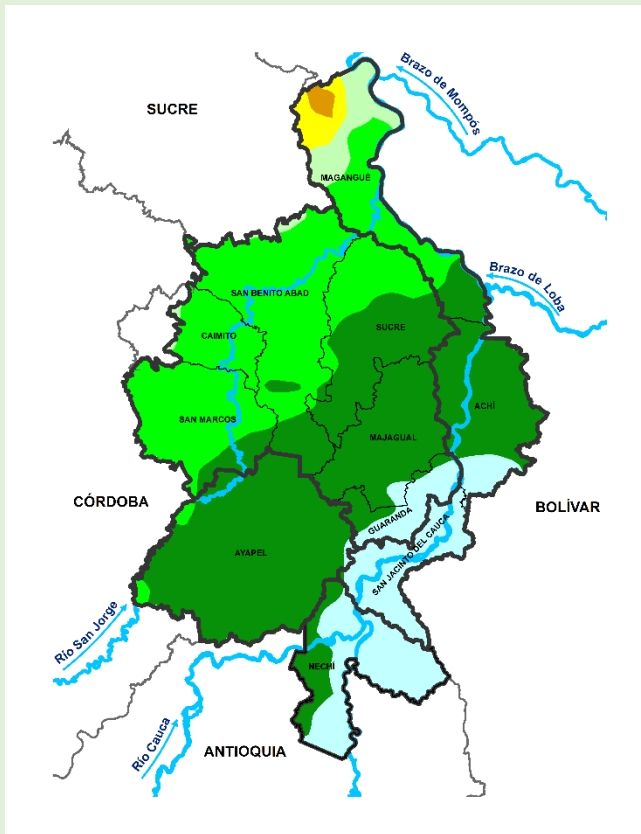 Brazo de
Mompós
SUCRE
MAGANGUÉ
Brazo de
Loba
SAN BENITO ABAD
SUCRE
CAIMITO
ACHÍ
SAN MARCOS
MAJAGUAL
CÓRDOBA
BOLÍVAR
GUARANDA
AYAPEL
SAN JACINTO DEL CAUCA
Río San Jorge
NECHÍ
Río Cauca
ANTIOQUIA